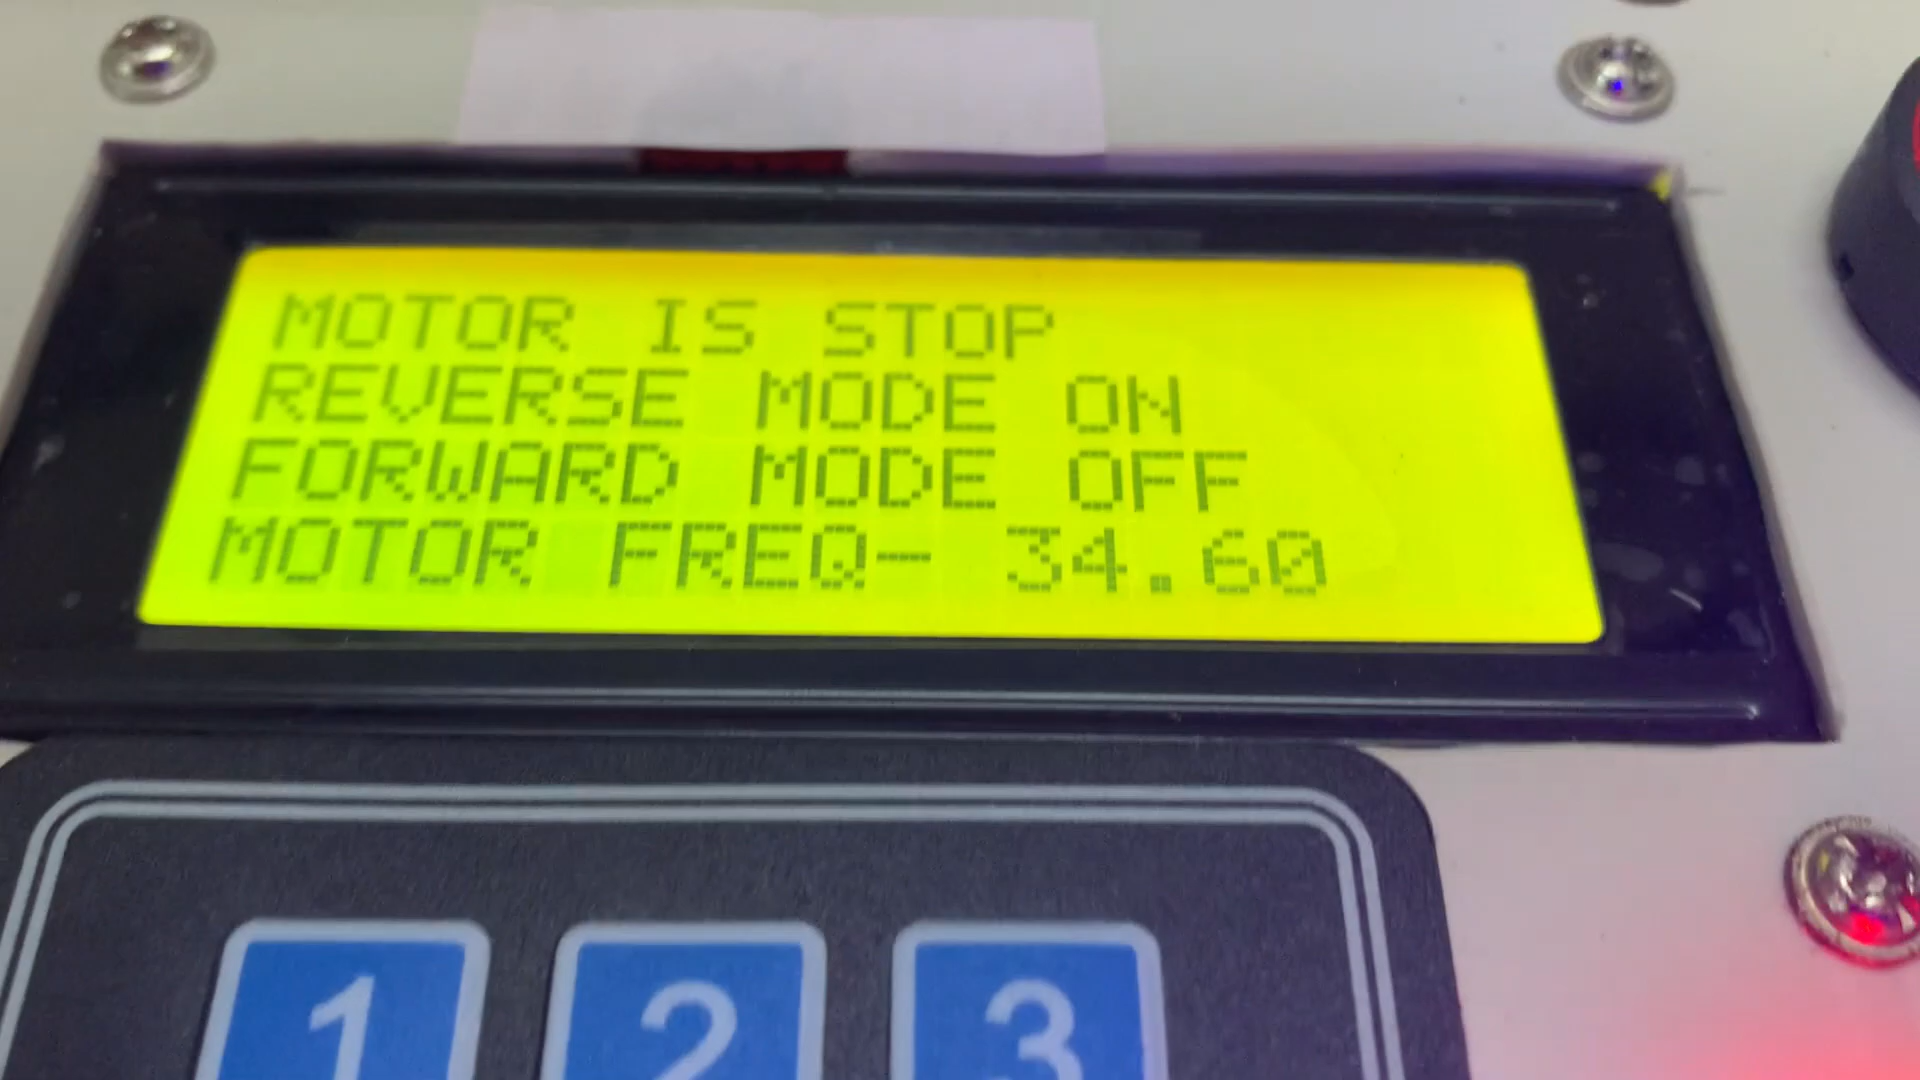 MOTOR IS STOP
REVERSE MODE ON
FORWARD MODE OFF
MOTOR FREQ- 34.60
1 2 3